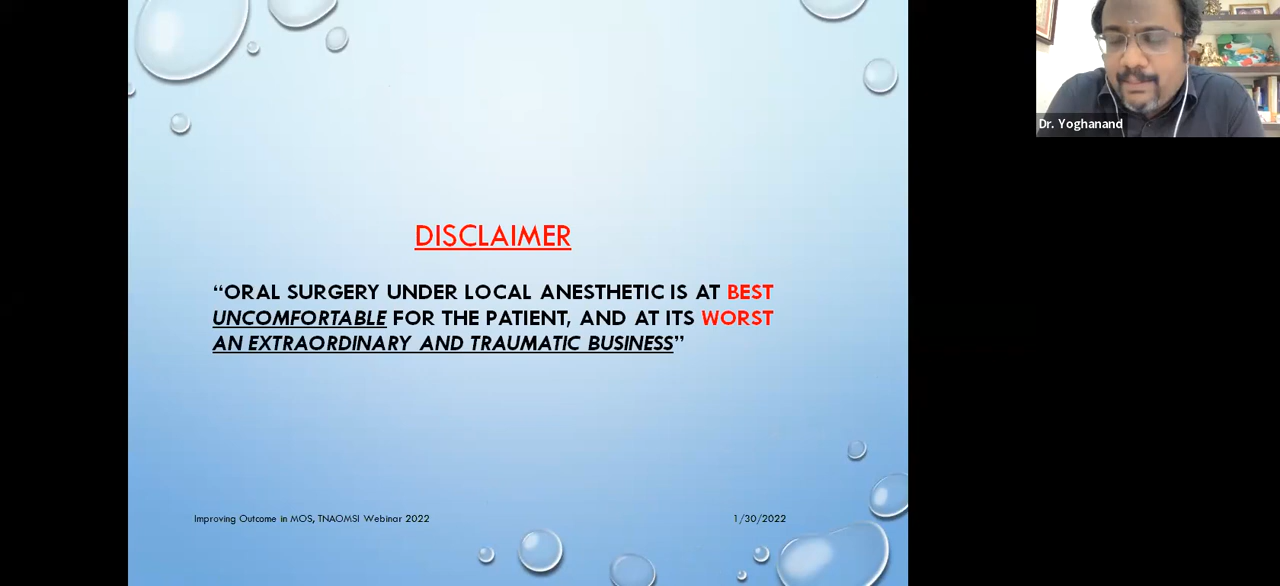 Dr. Yoghanand
DISCLAIMER
“ORAL SURGERY UNDER LOCAL ANESTHETIC IS AT BEST
UNCOMFORTABLE FOR THE PATIENT, AND AT ITS WORST
AN EXTRAORDINARY AND TRAUMATIC BUSINESS”
Improving Outcome in MOS, TNAOMSI Webinar 2022
1/30/2022